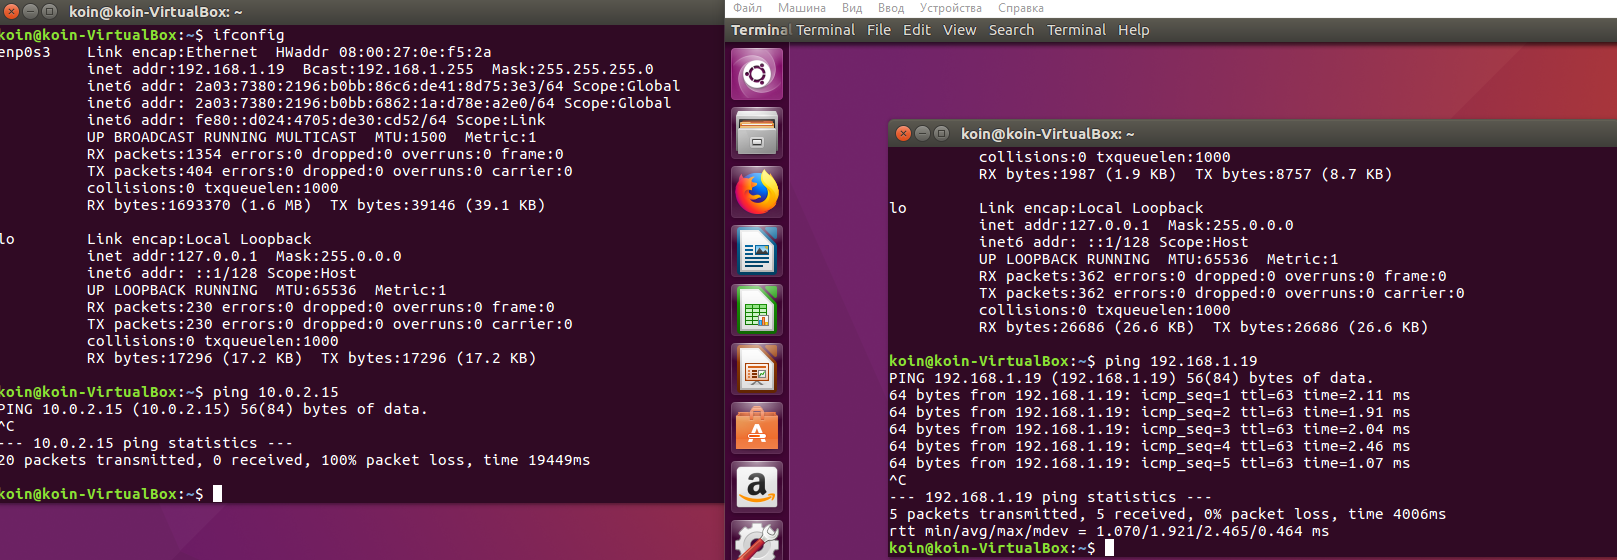 koin@koin-VirtualBox: ~
koin@koin-VirtualBox:~$ ifconfig
enp0s3    Link encap:Ethernet  HWaddr 08:00:27:0e:f5:2a
          inet addr:192.168.1.19  Bcast:192.168.1.255  Mask:255.255.255.0
          inet6 addr: 2a03:7380:2196:b0bb:86c6:de41:8d75:3e3/64 Scope:Global
          inet6 addr: 2a03:7380:2196:b0bb:6862:1a:d78e:a2e0/64 Scope:Global
          inet6 addr: fe80::d024:4705:de30:cd52/64 Scope:Link
          UP BROADCAST RUNNING MULTICAST  MTU:1500  Metric:1
          RX packets:1354 errors:0 dropped:0 overruns:0 frame:0
          TX packets:404 errors:0 dropped:0 overruns:0 carrier:0
          collisions:0 txqueuelen:1000
          RX bytes:1693370 (1.6 MB)  TX bytes:39146 (39.1 KB)
lo        Link encap:Local Loopback
          inet addr:127.0.0.1  Mask:255.0.0.0
          inet6 addr: ::1/128 Scope:Host
          UP LOOPBACK RUNNING  MTU:65536  Metric:1
          RX packets:230 errors:0 dropped:0 overruns:0 frame:0
          TX packets:230 errors:0 dropped:0 overruns:0 carrier:0
          collisions:0 txqueuelen:1000
          RX bytes:17296 (17.2 KB)  TX bytes:17296 (17.2 KB)
koin@koin-VirtualBox:~$ ping 10.0.2.15
PING 10.0.2.15 (10.0.2.15) 56(84) bytes of data.
^C
--- 10.0.2.15 ping statistics ---
20 packets transmitted, 0 received, 100% packet loss, time 19449ms
koin@koin-VirtualBox:~$
Файл Машина Вид Ввод Устройства Справка
Terminal Terminal File Edit View Search Terminal Help
koin@koin-VirtualBox: ~
          collisions:0 txqueuelen:1000
          RX bytes:1987 (1.9 KB)  TX bytes:8757 (8.7 KB)
lo        Link encap:Local Loopback
          inet addr:127.0.0.1  Mask:255.0.0.0
          inet6 addr: ::1/128 Scope:Host
          UP LOOPBACK RUNNING  MTU:65536  Metric:1
          RX packets:362 errors:0 dropped:0 overruns:0 frame:0
          TX packets:362 errors:0 dropped:0 overruns:0 carrier:0
          collisions:0 txqueuelen:1000
          RX bytes:26686 (26.6 KB)  TX bytes:26686 (26.6 KB)
koin@koin-VirtualBox:~$ ping 192.168.1.19
PING 192.168.1.19 (192.168.1.19) 56(84) bytes of data.
64 bytes from 192.168.1.19: icmp_seq=1 ttl=63 time=2.11 ms
64 bytes from 192.168.1.19: icmp_seq=2 ttl=63 time=1.91 ms
64 bytes from 192.168.1.19: icmp_seq=3 ttl=63 time=2.04 ms
64 bytes from 192.168.1.19: icmp_seq=4 ttl=63 time=2.46 ms
64 bytes from 192.168.1.19: icmp_seq=5 ttl=63 time=1.07 ms
^C
--- 192.168.1.19 ping statistics ---
5 packets transmitted, 5 received, 0% packet loss, time 4006ms
rtt min/avg/max/mdev = 1.070/1.921/2.465/0.464 ms
koin@koin-VirtualBox:~$